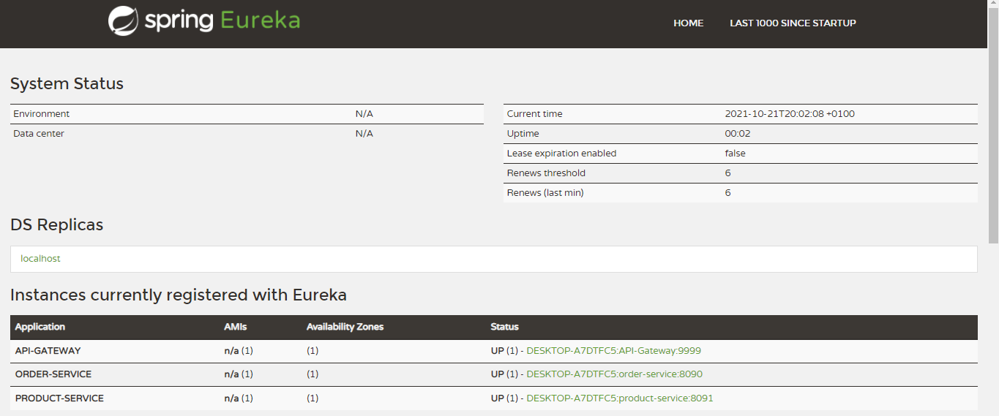 spring Eureka
HOME LAST 1000 SINCE STARTUP
System Status
Environment N/A
Data center N/A
Current time 2021-10-21T20:02:08 +0100
Uptime 00:02
Lease expiration enabled false
Renews threshold 6
Renews (last min) 6
DS Replicas
localhost
Instances currently registered with Eureka
Application AMIs Availability Zones Status
API-GATEWAY n/a (1) (1) UP (1) - DESKTOP-A7DTFC5:API-Gateway:9999
ORDER-SERVICE n/a (1) (1) UP (1) - DESKTOP-A7DTFC5:order-service:8090
PRODUCT-SERVICE n/a (1) (1) UP (1) - DESKTOP-A7DTFC5:product-service:8091